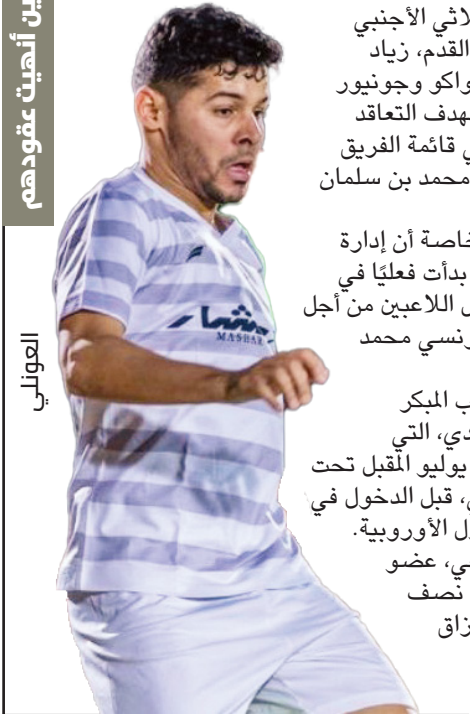 ين أنهيت عقودهم
العونلي
لاثي الأجنبي
القدم، زياد
واكو وجونيور
هدف التعاقد
ي قائمة الفريق
محمد بن سلمان
خاصة أن إدارة
بدأت فعليًا في
ن اللاعبين من أجل
رنسي محمد
ب المبكر
دي، التي
يوليو المقبل تحت
ي، قبل الدخول في
ول الأوروبية.
ي، عضو
نصف
زاق
MASHAR